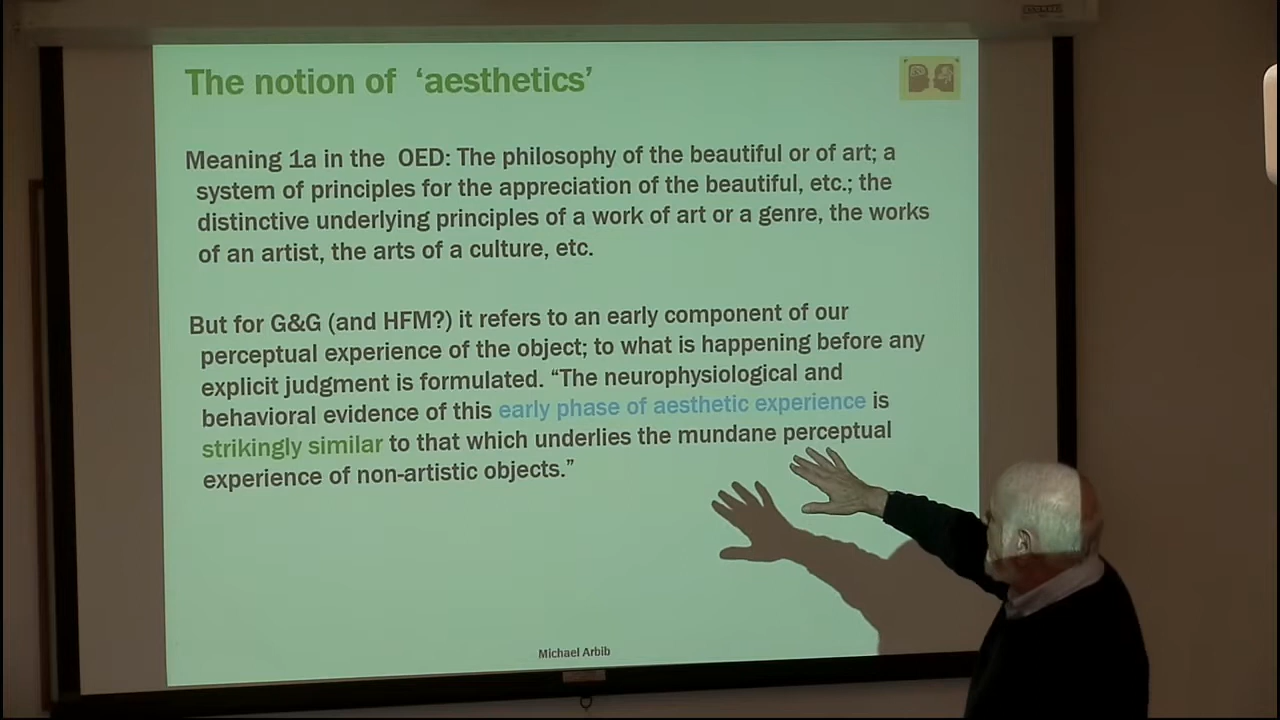 The notion of ‘aesthetics’
Meaning 1a in the OED: The philosophy of the beautiful or of art; a
system of principles for the appreciation of the beautiful, etc.; the
distinctive underlying principles of a work of art or a genre, the works
of an artist, the arts of a culture, etc.
But for G&G (and HFM?) it refers to an early component of our
perceptual experience of the object; to what is happening before any
explicit judgment is formulated. “The neurophysiological and
behavioral evidence of this early phase of aesthetic experience is
strikingly similar to that which underlies the mundane perceptual
experience of non-artistic objects.”
Michael Arbib